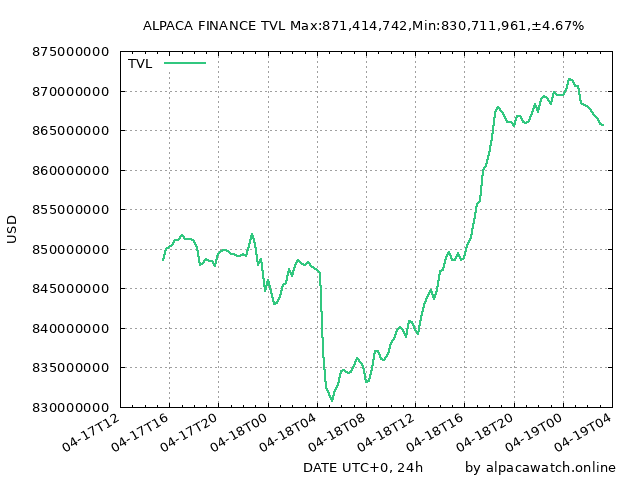 ALPACA FINANCE TVL Max:871,414,742,Min:830,711,961,±4.67%
875000000
870000000
865000000
860000000
855000000
850000000
845000000
840000000
835000000
830000000
USD
TVL
04-17T12
04-17T16
04-17T20
04-18T00
04-18T04
04-18T08
04-18T12
04-18T16
04-18T20
04-19T00
04-19T04
DATE UTC+0, 24h
by alpacawatch.online